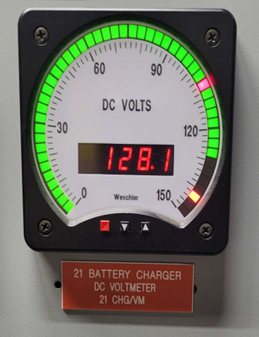 60
90
DC VOLTS
30
120
128.1
0
Weschler
150
21 BATTERY CHARGER
DC VOLTMETER
21 CHG/VM